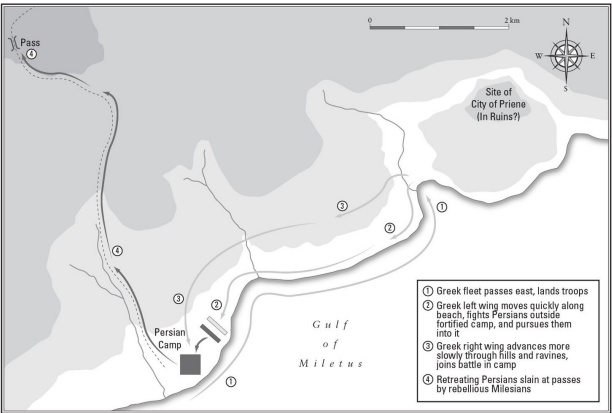 0 2 km
N
W E
S
Pass
④
Site of
City of Priene
(In Ruins?)
①
③
②
④
③
②
Persian
Camp
Gulf
of
Miletus
①
① Greek fleet passes east, lands troops
② Greek left wing moves quickly along
beach, fights Persians outside
fortified camp, and pursues them
into it
③ Greek right wing advances more
slowly through hills and ravines,
joins battle in camp
④ Retreating Persians slain at passes
by rebellious Milesians